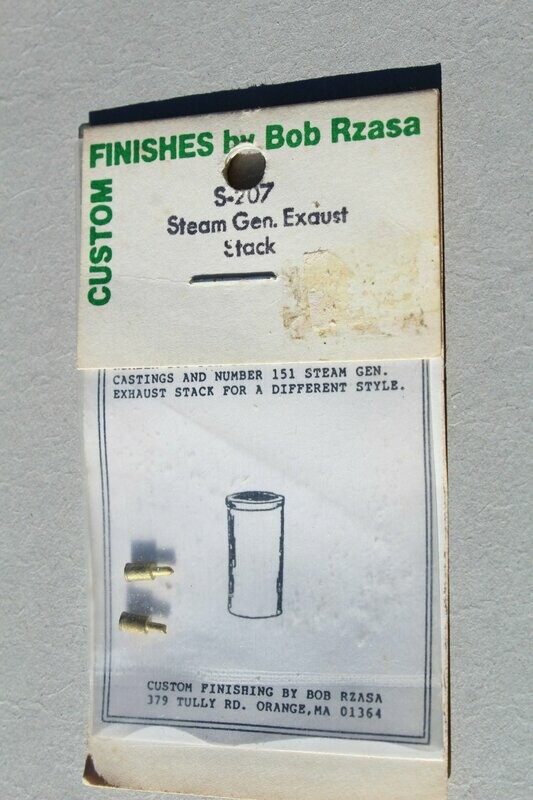 CUSTOM
FINISHES by Bob Rzasa
S-207
Steam Gen. Exaust
Stack
CASTINGS AND NUMBER 151 STEAM GEN.
EXHAUST STACK FOR A DIFFERENT STYLE.
CUSTOM FINISHING BY BOB RZASA
379 TULLY RD. ORANGE,MA 01364